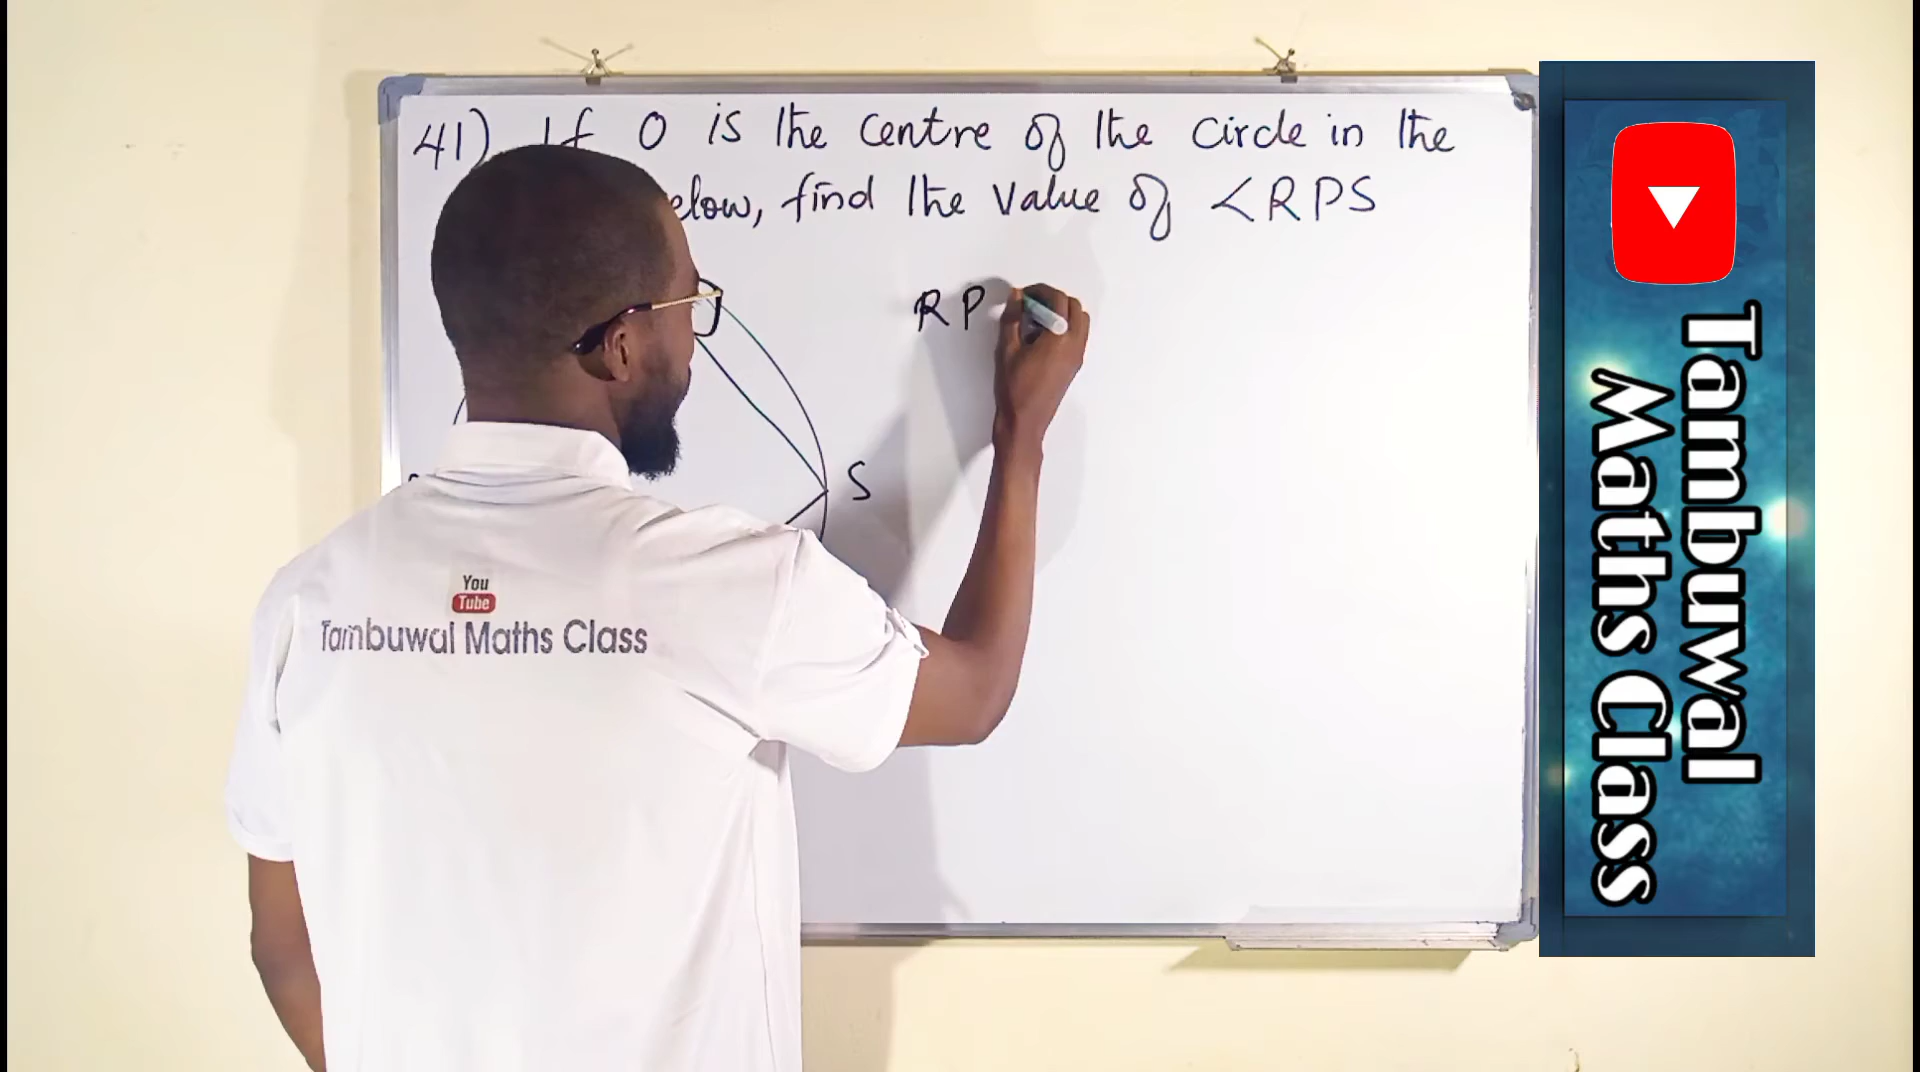 41) If O is the centre of the circle in the
elow, find the value of <RPS
RP
S
You
Tube
Tambuwal Maths Class
Tambuwal
Maths Class